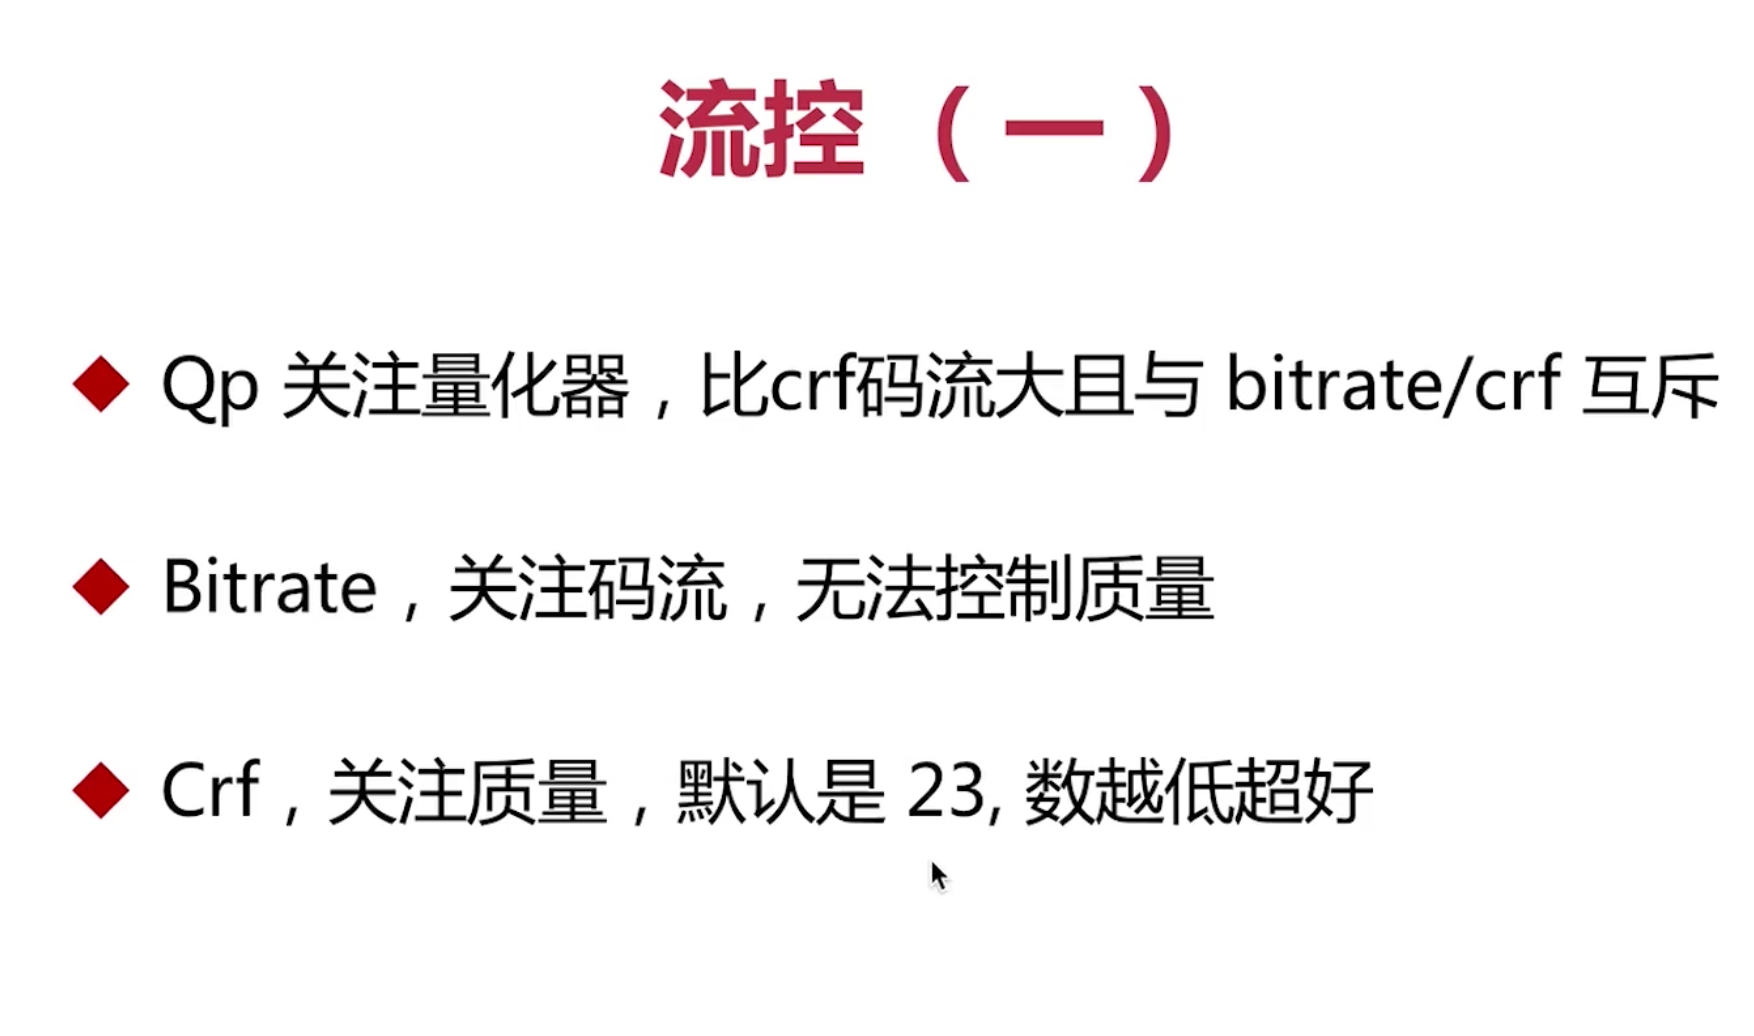 流控（一）
Qp 关注量化器，比crf码流大且与 bitrate/crf 互斥
Bitrate，关注码流，无法控制质量
Crf，关注质量，默认是 23, 数越低超好